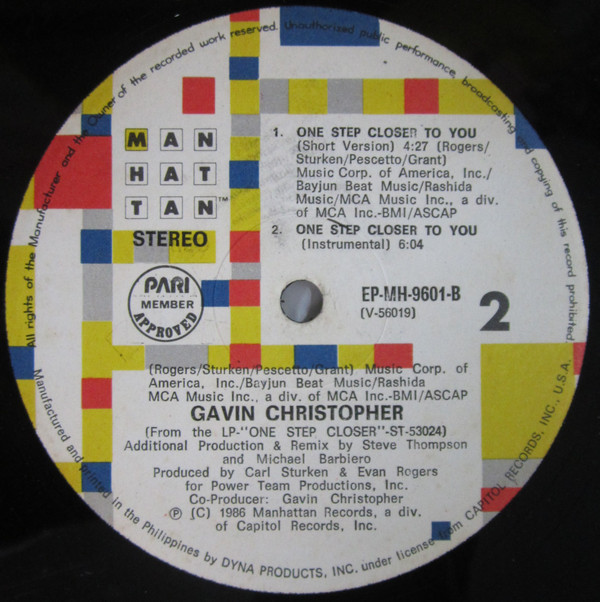 All rights of the Manufacturer and the Owner of the recorded work reserved. Unauthorised public performance, broadcasting and copying of this record prohibited.
MAN
HAT
TAN™
STEREO
PARI
MEMBER
APPROVED
1. ONE STEP CLOSER TO YOU
(Short Version) 4:27 (Rogers/
Sturken/Pescetto/Grant)
Music Corp. of America, Inc./
Bayjun Beat Music/Rashida
Music/MCA Music Inc., a div.
of MCA Inc.-BMI/ASCAP
2. ONE STEP CLOSER TO YOU
(Instrumental) 6:04
EP-MH-9601-B
(V-56019)
2
(Rogers/Sturken/Pescetto/Grant) Music Corp. of
America, Inc./Bayjun Beat Music/Rashida
MCA Music Inc., a div. of MCA Inc.-BMI/ASCAP
GAVIN CHRISTOPHER
(From the LP-"ONE STEP CLOSER"-ST-53024)
Additional Production & Remix by Steve Thompson
and Michael Barbiero
Produced by Carl Sturken & Evan Rogers
for Power Team Productions, Inc.
Co-Producer: Gavin Christopher
℗ (C) 1986 Manhattan Records, a div.
of Capitol Records, Inc.
Manufactured and printed in the Philippines by DYNA PRODUCTS, INC. under license from CAPITOL RECORDS, INC., U.S.A.